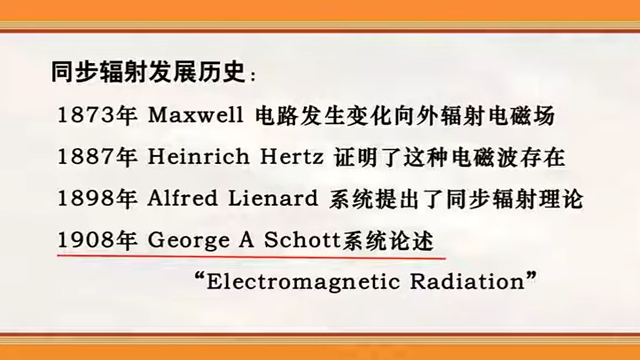 同步辐射发展历史：
1873年 Maxwell 电路发生变化向外辐射电磁场
1887年 Heinrich Hertz 证明了这种电磁波存在
1898年 Alfred Lienard 系统提出了同步辐射理论
1908年 George A Schott系统论述
“Electromagnetic Radiation”